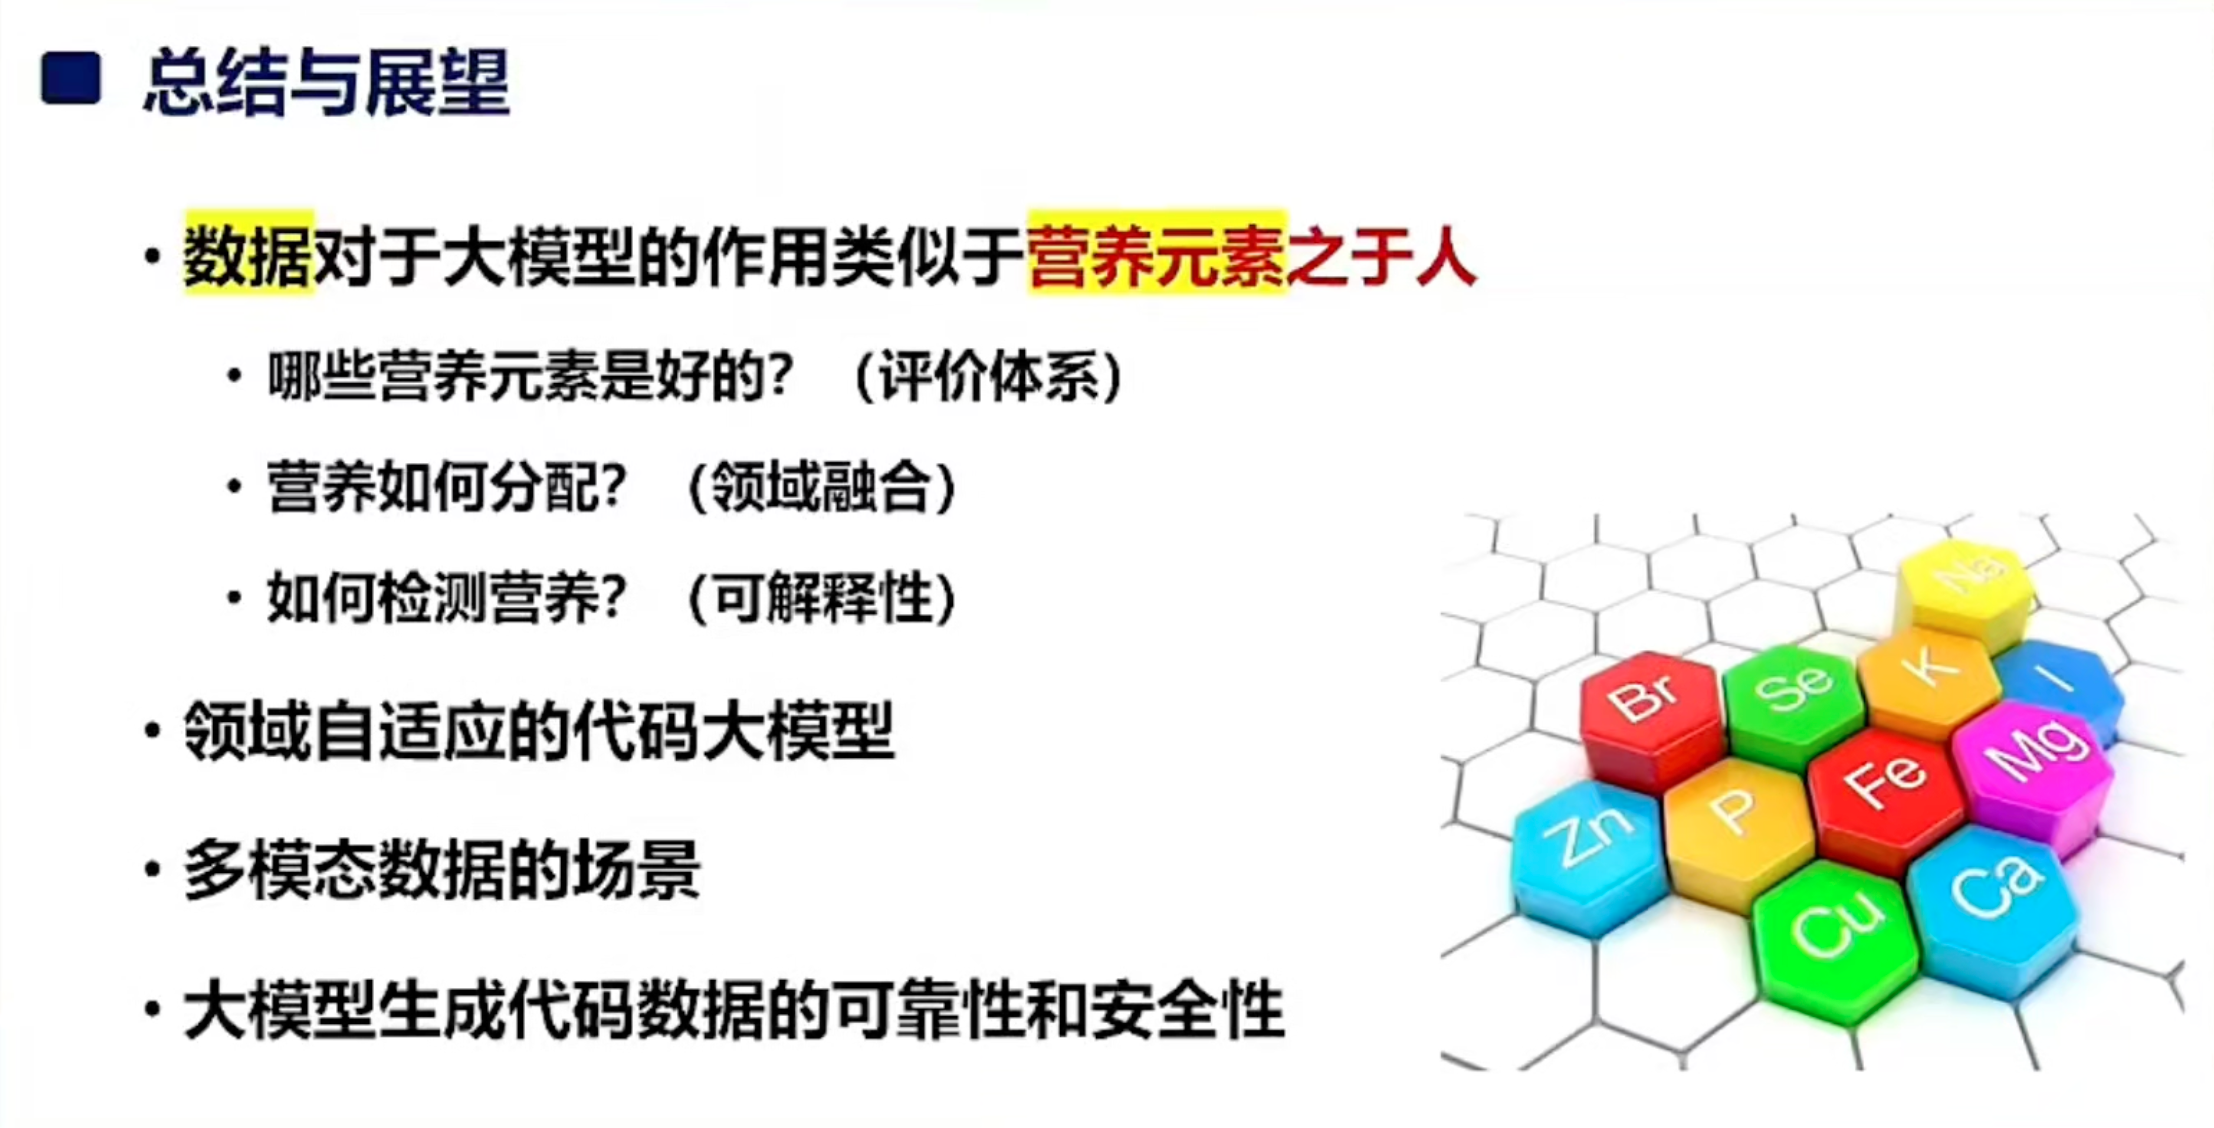 总结与展望
• 数据对于大模型的作用类似于营养元素之于人
• 哪些营养元素是好的？（评价体系）
• 营养如何分配？（领域融合）
• 如何检测营养？（可解释性）
• 领域自适应的代码大模型
• 多模态数据的场景
• 大模型生成代码数据的可靠性和安全性
Na
Br
Se
K
I
Zn
P
Fe
Mg
Cu
Ca